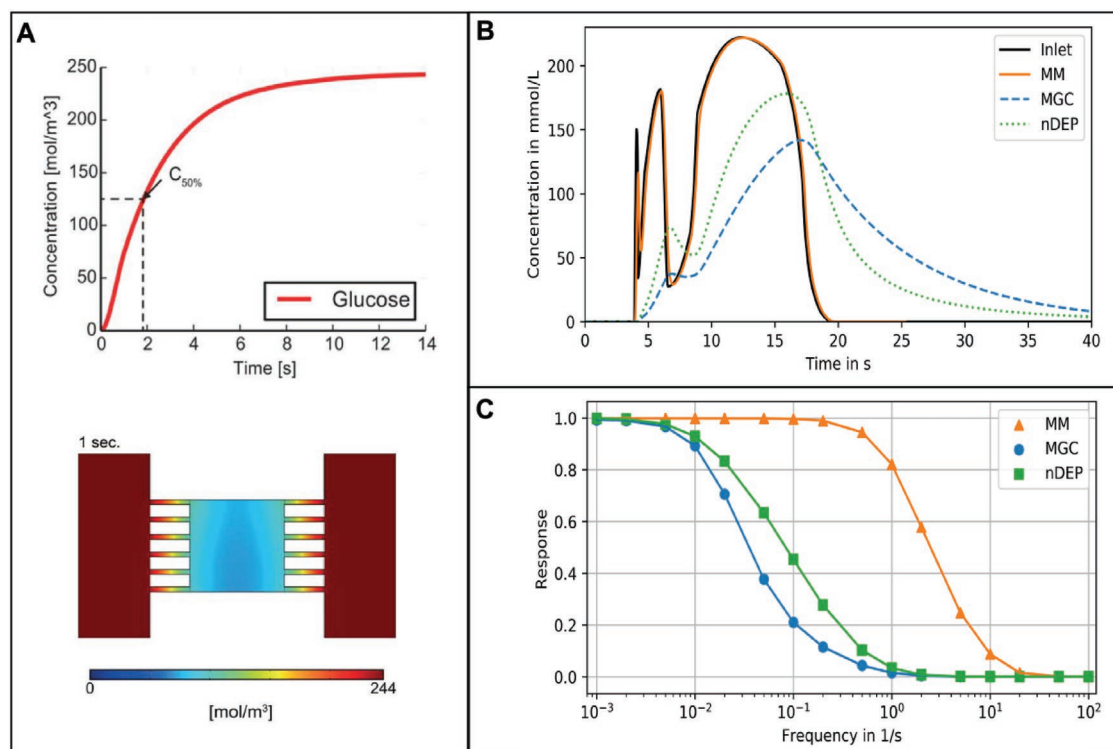 A
Concentration [mol/m^3]
250
200
150
100
50
0
C50%
Glucose
0 2 4 6 8 10 12 14
Time [s]
1 sec.
0 244
[mol/m³]
B
Concentration in mmol/L
200
150
100
50
0
Inlet
MM
MGC
nDEP
0 5 10 15 20 25 30 35 40
Time in s
C
Response
1.0
0.8
0.6
0.4
0.2
0.0
MM
MGC
nDEP
10⁻³ 10⁻² 10⁻¹ 10⁰ 10¹ 10²
Frequency in 1/s